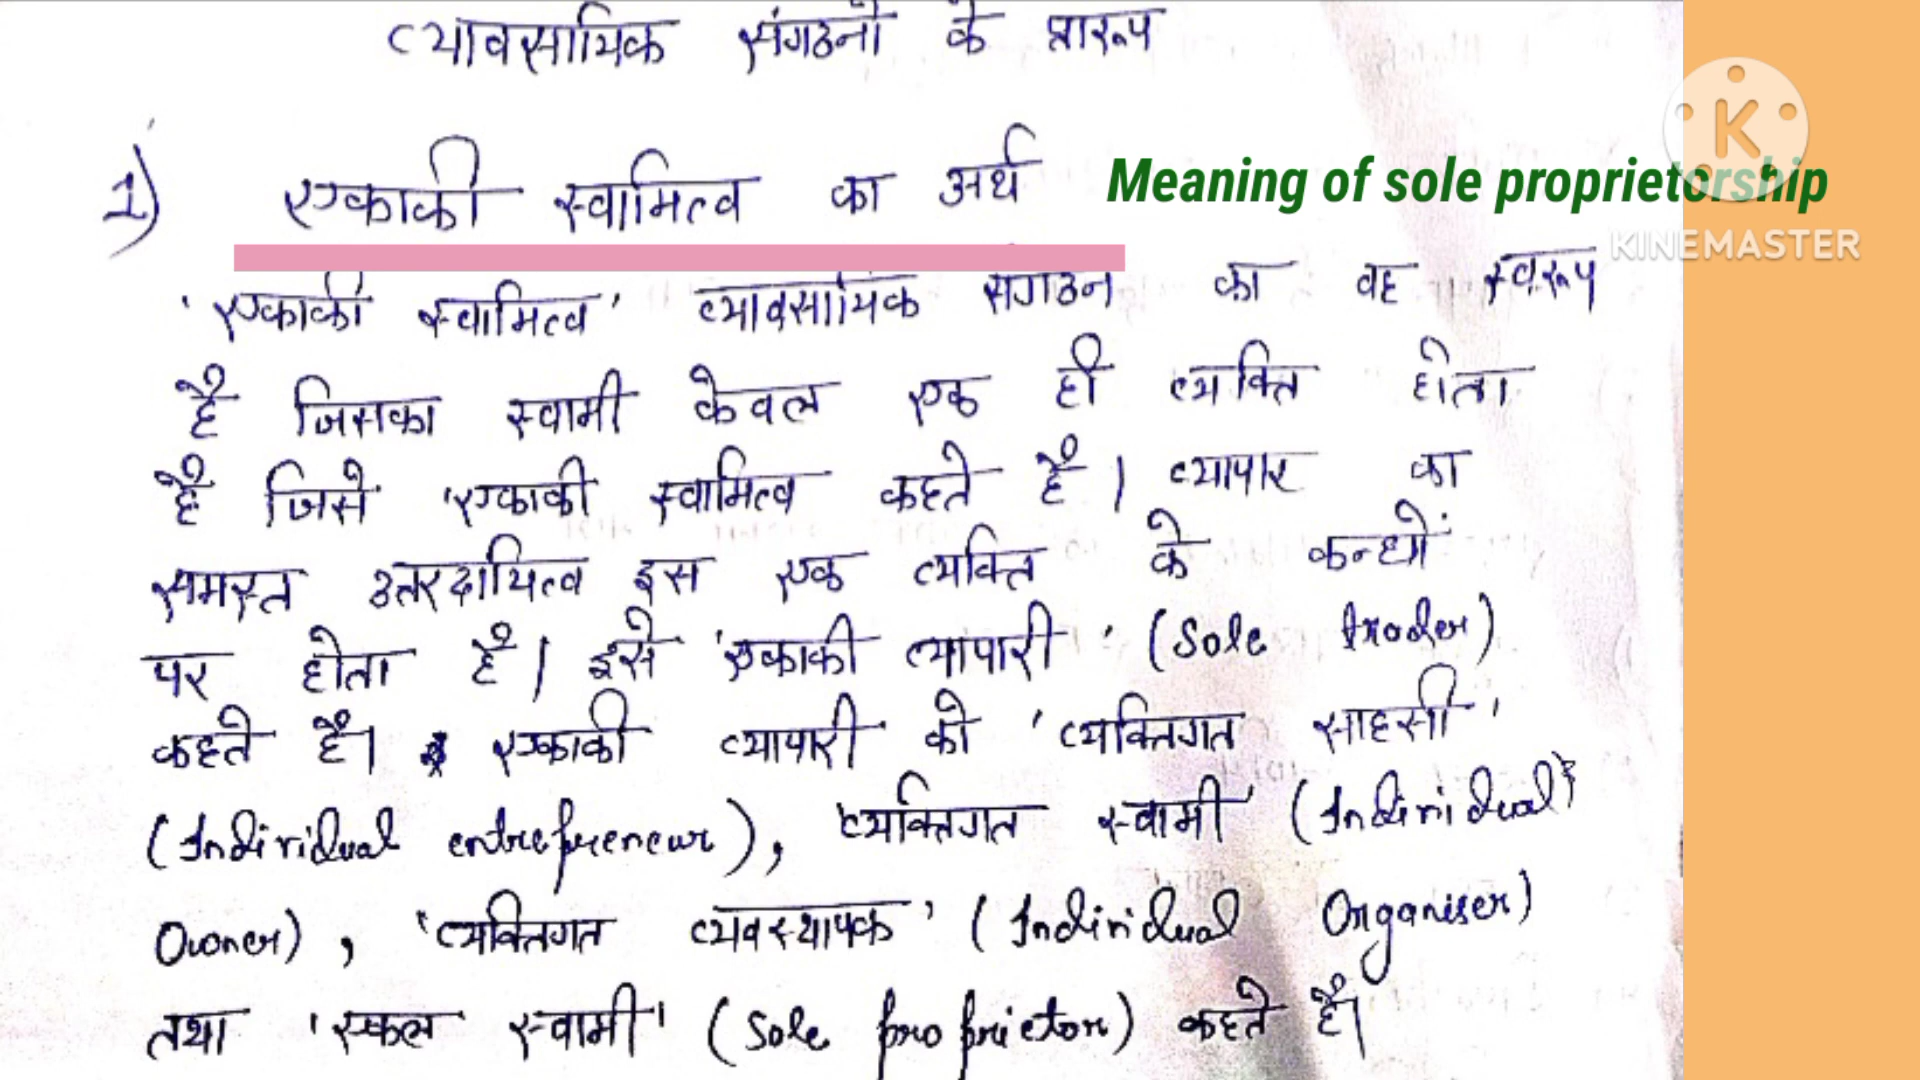 व्यावसायिक संगठनों के प्रारूप
1) एकाकी स्वामित्व का अर्थ Meaning of sole proprietorship
KINEMASTER
'एकाकी स्वामित्व' व्यावसायिक संगठन का वह स्वरूप
है जिसका स्वामी केवल एक ही व्यक्ति होता
है जिसे 'एकाकी स्वामित्व कहते है। व्यापार का
समस्त उत्तरदायित्व इस एक व्यक्ति के कन्धों
पर होता है। इसे 'एकाकी व्यापारी' (Sole trader)
कहते है। एकाकी व्यापारी को 'व्यक्तिगत साहसी'
(Individual entrepreneur), 'व्यक्तिगत स्वामी' (Individual
Owner), 'व्यक्तिगत व्यवस्थापक' (Individual Organiser)
तथा 'एकल स्वामी' (Sole proprietor) कहते है।